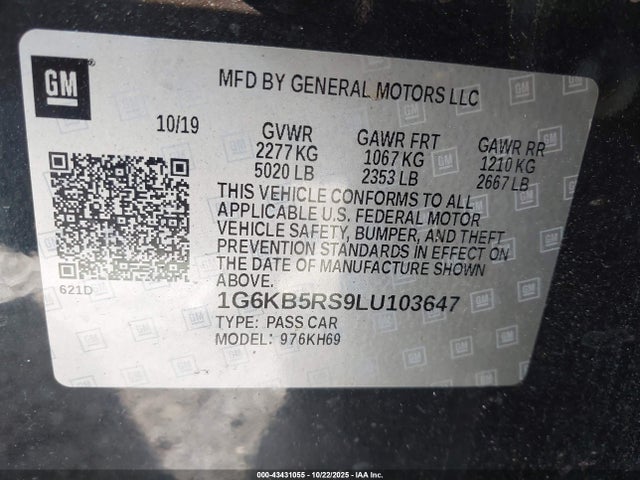 GM
MFD BY GENERAL MOTORS LLC
10/19
GVWR GAWR FRT GAWR RR
2277 KG 1067 KG 1210 KG
5020 LB 2353 LB 2667 LB
THIS VEHICLE CONFORMS TO ALL
APPLICABLE U.S. FEDERAL MOTOR
VEHICLE SAFETY, BUMPER, AND THEFT
PREVENTION STANDARDS IN EFFECT ON
THE DATE OF MANUFACTURE SHOWN
ABOVE.
621D
1G6KB5RS9LU103647
TYPE: PASS CAR
MODEL: 976KH69
000-43431055 - 10/22/2025 - IAA Inc.